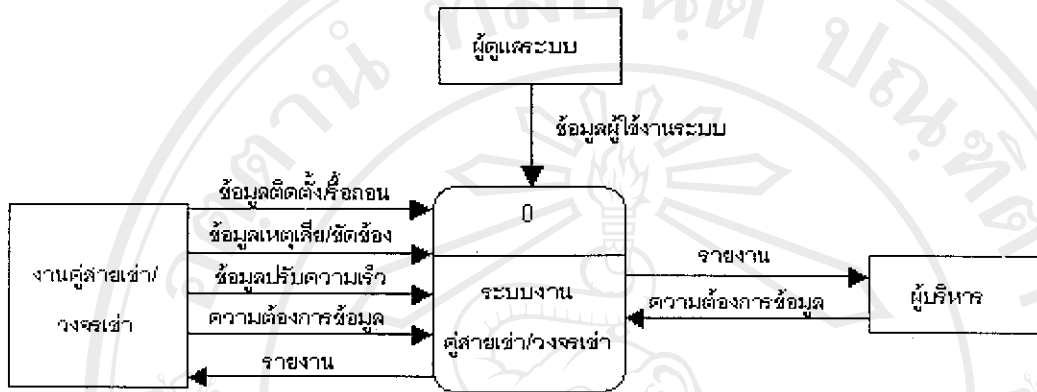 ผู้ดูแลระบบ
ข้อมูลผู้ใช้งานระบบ
ข้อมูลติดตั้ง/รื้อถอน
ข้อมูลเหตุเสีย/ขัดข้อง
ข้อมูลปรับความเร็ว
ความต้องการข้อมูล
รายงาน
งานคู่สายเช่า/
วงจรเช่า
0
ระบบงาน
คู่สายเช่า/วงจรเช่า
รายงาน
ความต้องการข้อมูล
ผู้บริหาร